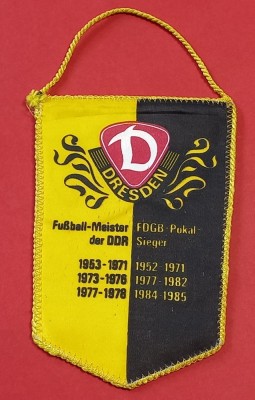 D
DRESDEN
Fußball-Meister FDGB-Pokal-
der DDR Sieger
1953-1971 1952-1971
1973-1976 1977-1982
1977-1978 1984-1985